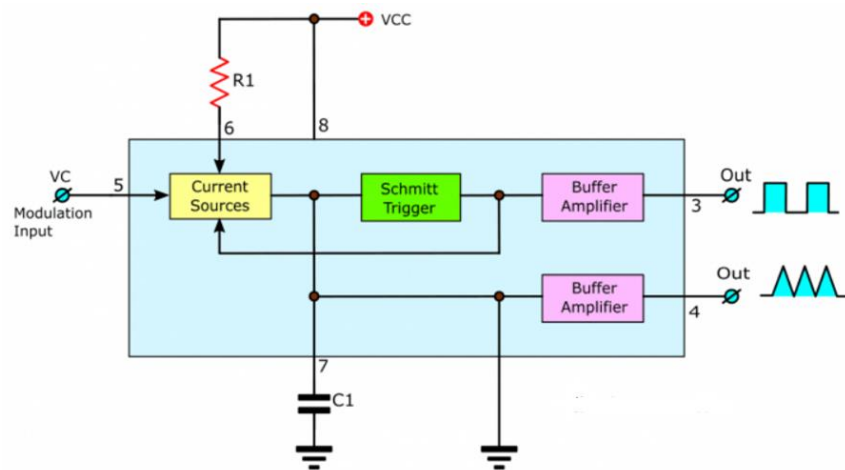 VCC
R1
6
8
VC
5
Modulation
Input
Current
Sources
Schmitt
Trigger
Buffer
Amplifier
3
Out
Buffer
Amplifier
4
Out
7
C1